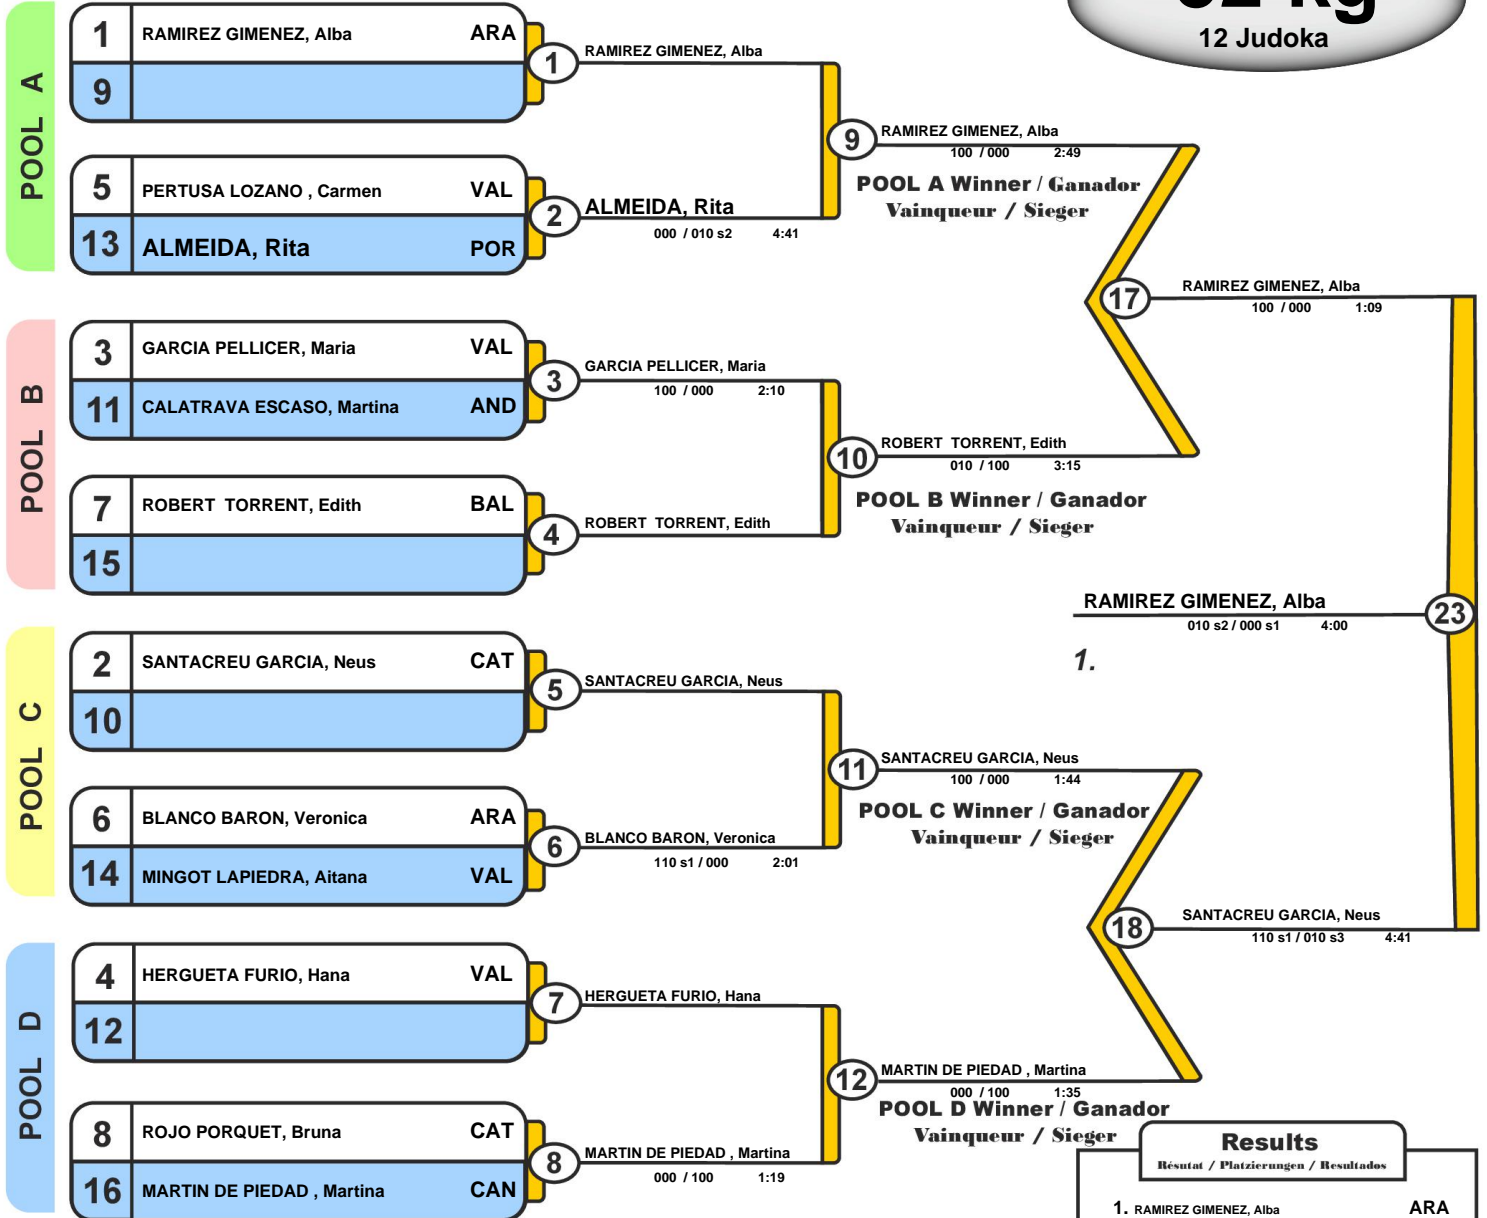 12 Judoka
POOL A
1 RAMIREZ GIMENEZ, Alba ARA
9
1
RAMIREZ GIMENEZ, Alba
5 PERTUSA LOZANO , Carmen VAL
13 ALMEIDA, Rita POR
2
ALMEIDA, Rita
000 / 010 s2 4:41
9
RAMIREZ GIMENEZ, Alba
100 / 000 2:49
POOL A Winner / Ganador
Vainqueur / Sieger
POOL B
3 GARCIA PELLICER, Maria VAL
11 CALATRAVA ESCASO, Martina AND
3
GARCIA PELLICER, Maria
100 / 000 2:10
7 ROBERT TORRENT, Edith BAL
15
4
ROBERT TORRENT, Edith
10
ROBERT TORRENT, Edith
010 / 100 3:15
POOL B Winner / Ganador
Vainqueur / Sieger
17
RAMIREZ GIMENEZ, Alba
100 / 000 1:09
RAMIREZ GIMENEZ, Alba
010 s2 / 000 s1 4:00
23
1.
POOL C
2 SANTACREU GARCIA, Neus CAT
10
5
SANTACREU GARCIA, Neus
6 BLANCO BARON, Veronica ARA
14 MINGOT LAPIEDRA, Aitana VAL
6
BLANCO BARON, Veronica
110 s1 / 000 2:01
11
SANTACREU GARCIA, Neus
100 / 000 1:44
POOL C Winner / Ganador
Vainqueur / Sieger
18
SANTACREU GARCIA, Neus
110 s1 / 010 s3 4:41
POOL D
4 HERGUETA FURIO, Hana VAL
12
7
HERGUETA FURIO, Hana
8 ROJO PORQUET, Bruna CAT
16 MARTIN DE PIEDAD , Martina CAN
8
MARTIN DE PIEDAD , Martina
000 / 100 1:19
12
MARTIN DE PIEDAD , Martina
000 / 100 1:35
POOL D Winner / Ganador
Vainqueur / Sieger
Results
Résutat / Platzierungen / Resultados
1. RAMIREZ GIMENEZ, Alba ARA